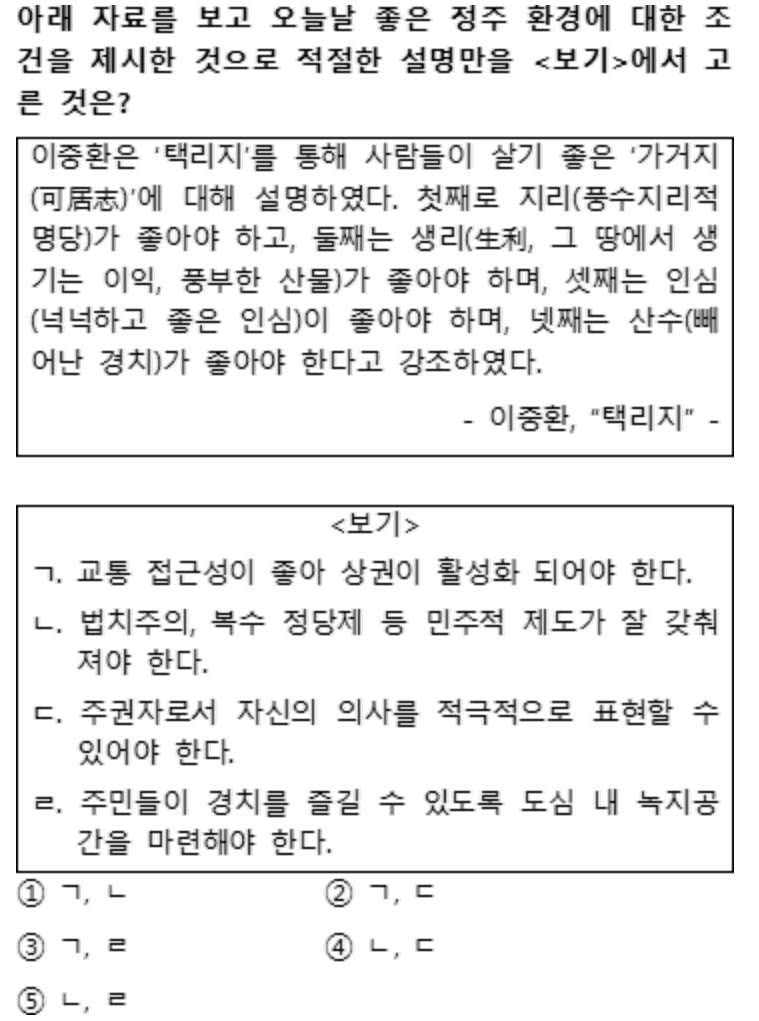 아래 자료를 보고 오늘날 좋은 정주 환경에 대한 조
건을 제시한 것으로 적절한 설명만을 <보기>에서 고
른 것은?
이중환은 ‘택리지’를 통해 사람들이 살기 좋은 ‘가거지
(可居志)’에 대해 설명하였다. 첫째로 지리(풍수지리적
명당)가 좋아야 하고, 둘째는 생리(生利, 그 땅에서 생
기는 이익, 풍부한 산물)가 좋아야 하며, 셋째는 인심
(넉넉하고 좋은 인심)이 좋아야 하며, 넷째는 산수(빼
어난 경치)가 좋아야 한다고 강조하였다.
- 이중환, “택리지” -
<보기>
ㄱ. 교통 접근성이 좋아 상권이 활성화 되어야 한다.
ㄴ. 법치주의, 복수 정당제 등 민주적 제도가 잘 갖춰
져야 한다.
ㄷ. 주권자로서 자신의 의사를 적극적으로 표현할 수
있어야 한다.
ㄹ. 주민들이 경치를 즐길 수 있도록 도심 내 녹지공
간을 마련해야 한다.
① ㄱ, ㄴ ② ㄱ, ㄷ
③ ㄱ, ㄹ ④ ㄴ, ㄷ
⑤ ㄴ, ㄹ